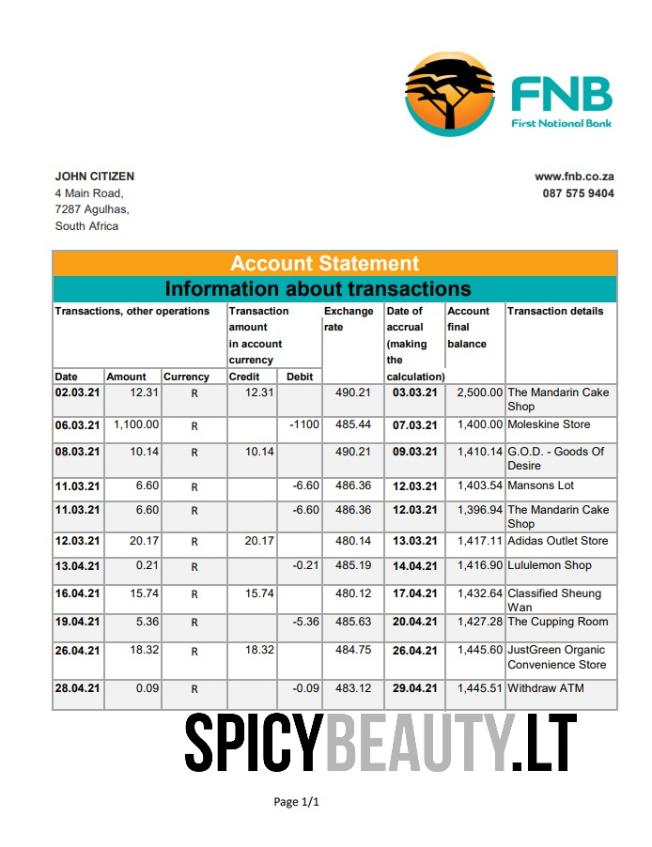 FNB
First National Bank
JOHN CITIZEN
4 Main Road,
7287 Agulhas,
South Africa
www.fnb.co.za
087 575 9404
Account Statement
Information about transactions
Transactions, other operations
Transaction
amount
in account
currency
Exchange
rate
Date of
accrual
(making
the
calculation)
Account
final
balance
Transaction details
Date Amount Currency Credit Debit
02.03.21 12.31 R 12.31 490.21 03.03.21 2,500.00 The Mandarin Cake
Shop
06.03.21 1,100.00 R -1100 485.44 07.03.21 1,400.00 Moleskine Store
08.03.21 10.14 R 10.14 490.21 09.03.21 1,410.14 G.O.D. - Goods Of
Desire
11.03.21 6.60 R -6.60 486.36 12.03.21 1,403.54 Mansons Lot
11.03.21 6.60 R -6.60 486.36 12.03.21 1,396.94 The Mandarin Cake
Shop
12.03.21 20.17 R 20.17 480.14 13.03.21 1,417.11 Adidas Outlet Store
13.04.21 0.21 R -0.21 485.19 14.04.21 1,416.90 Lululemon Shop
16.04.21 15.74 R 15.74 480.12 17.04.21 1,432.64 Classified Sheung
Wan
19.04.21 5.36 R -5.36 485.63 20.04.21 1,427.28 The Cupping Room
26.04.21 18.32 R 18.32 484.75 26.04.21 1,445.60 JustGreen Organic
Convenience Store
28.04.21 0.09 R -0.09 483.12 29.04.21 1,445.51 Withdraw ATM
SPICYBEAUTY.LT
Page 1/1